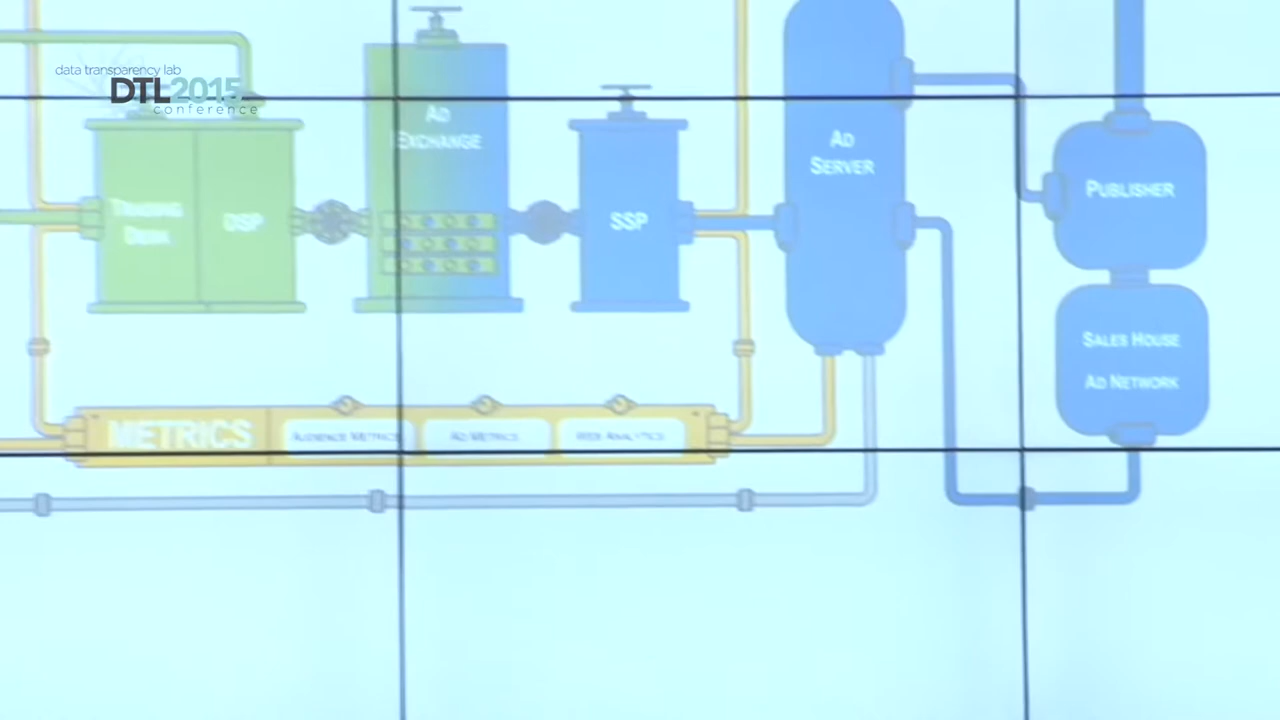 data transparency lab
DTL2015
conference
AD
EXCHANGE
TRADING
DESK
DSP
SSP
AD
SERVER
PUBLISHER
SALES HOUSE
AD NETWORK
METRICS
AUDIENCE METRICS
AD METRICS
WEB ANALYTICS